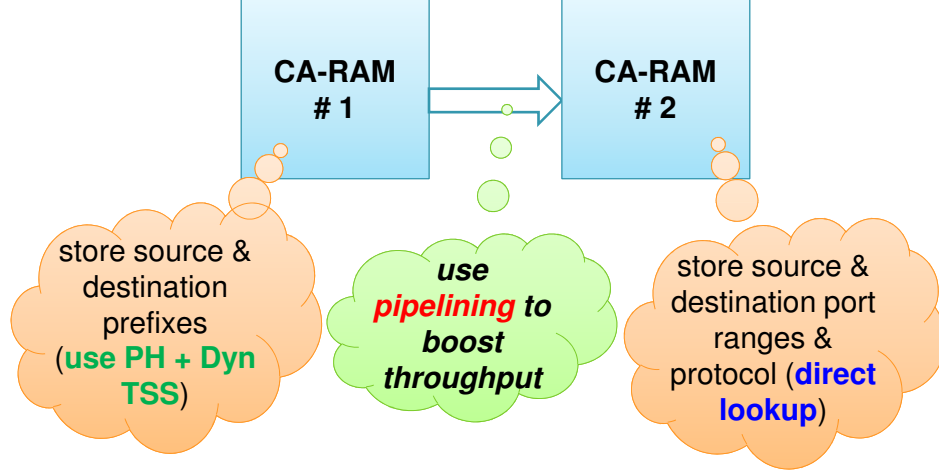 CA-RAM
# 1
CA-RAM
# 2
store source &
destination
prefixes
(use PH + Dyn
TSS)
use
pipelining to
boost
throughput
store source &
destination port
ranges &
protocol (direct
lookup)